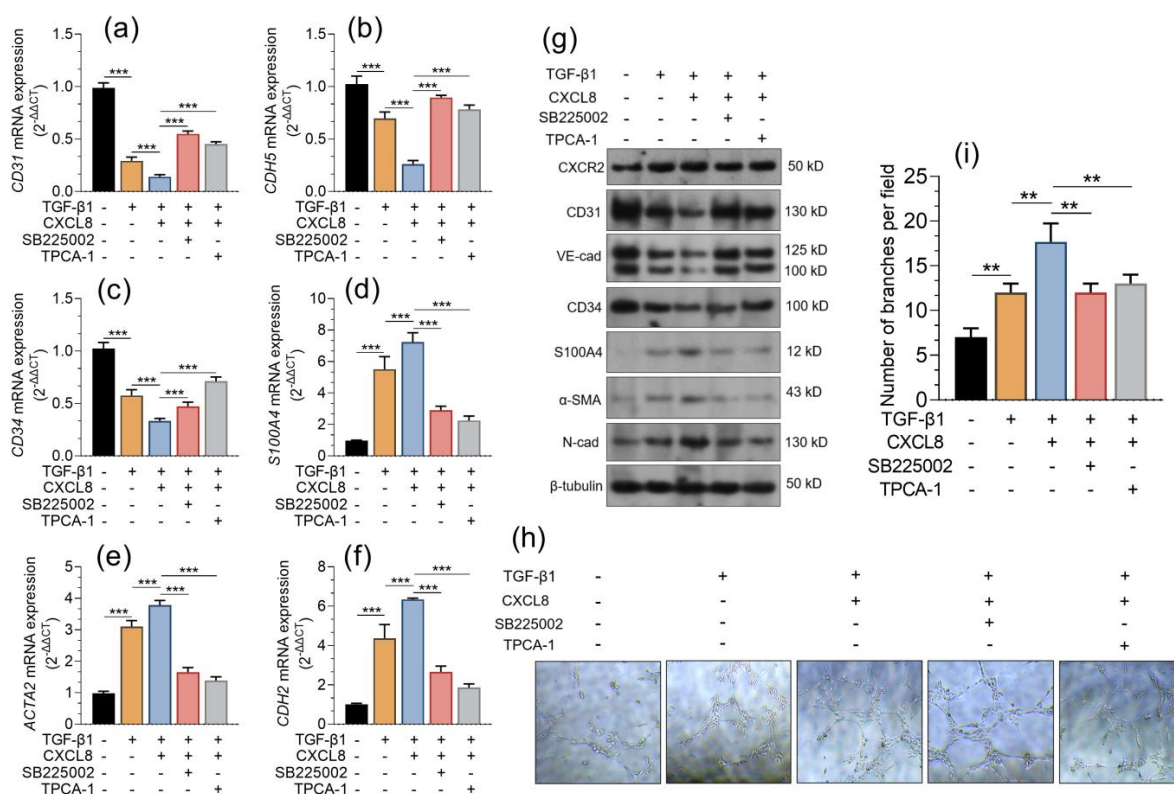 (a)
CD31 mRNA expression
(2^-ΔΔCT)
1.5
1.0
0.5
0.0
***
***
***
***
TGF-β1 - + + + +
CXCL8 - - + + +
SB225002 - - - + -
TPCA-1 - - - - +
(b)
CDH5 mRNA expression
(2^-ΔΔCT)
1.5
1.0
0.5
0.0
***
***
***
***
TGF-β1 - + + + +
CXCL8 - - + + +
SB225002 - - - + -
TPCA-1 - - - - +
(c)
CD34 mRNA expression
(2^-ΔΔCT)
1.5
1.0
0.5
0.0
***
***
***
***
TGF-β1 - + + + +
CXCL8 - - + + +
SB225002 - - - + -
TPCA-1 - - - - +
(d)
S100A4 mRNA expression
(2^-ΔΔCT)
10
8
6
4
2
0
***
***
***
***
TGF-β1 - + + + +
CXCL8 - - + + +
SB225002 - - - + -
TPCA-1 - - - - +
(e)
ACTA2 mRNA expression
(2^-ΔΔCT)
5
4
3
2
1
0
***
***
***
***
TGF-β1 - + + + +
CXCL8 - - + + +
SB225002 - - - + -
TPCA-1 - - - - +
(f)
CDH2 mRNA expression
(2^-ΔΔCT)
8
6
4
2
0
***
***
***
***
TGF-β1 - + + + +
CXCL8 - - + + +
SB225002 - - - + -
TPCA-1 - - - - +
(g)
TGF-β1 - + + + +
CXCL8 - - + + +
SB225002 - - - + -
TPCA-1 - - - - +
CXCR2 50 kD
CD31 130 kD
VE-cad 125 kD
100 kD
CD34 100 kD
S100A4 12 kD
α-SMA 43 kD
N-cad 130 kD
β-tubulin 50 kD
(i)
Number of branches per field
25
20
15
10
5
0
**
**
**
**
TGF-β1 - + + + +
CXCL8 - - + + +
SB225002 - - - + -
TPCA-1 - - - - +
(h)
TGF-β1 - + + + +
CXCL8 - - + + +
SB225002 - - - + -
TPCA-1 - - - - +